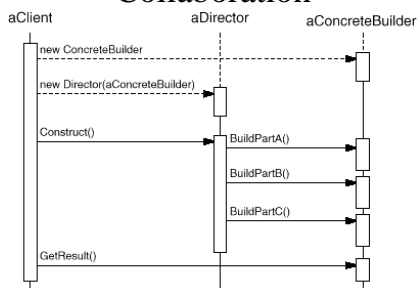 Collaboration
aClient aDirector aConcreteBuilder
new ConcreteBuilder
new Director(aConcreteBuilder)
Construct()
BuildPartA()
BuildPartB()
BuildPartC()
GetResult()